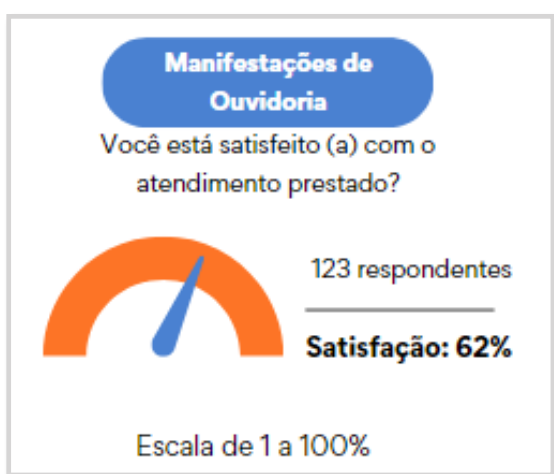 Manifestações de
Ouvidoria
Você está satisfeito (a) com o
atendimento prestado?
123 respondentes
Satisfação: 62%
Escala de 1 a 100%